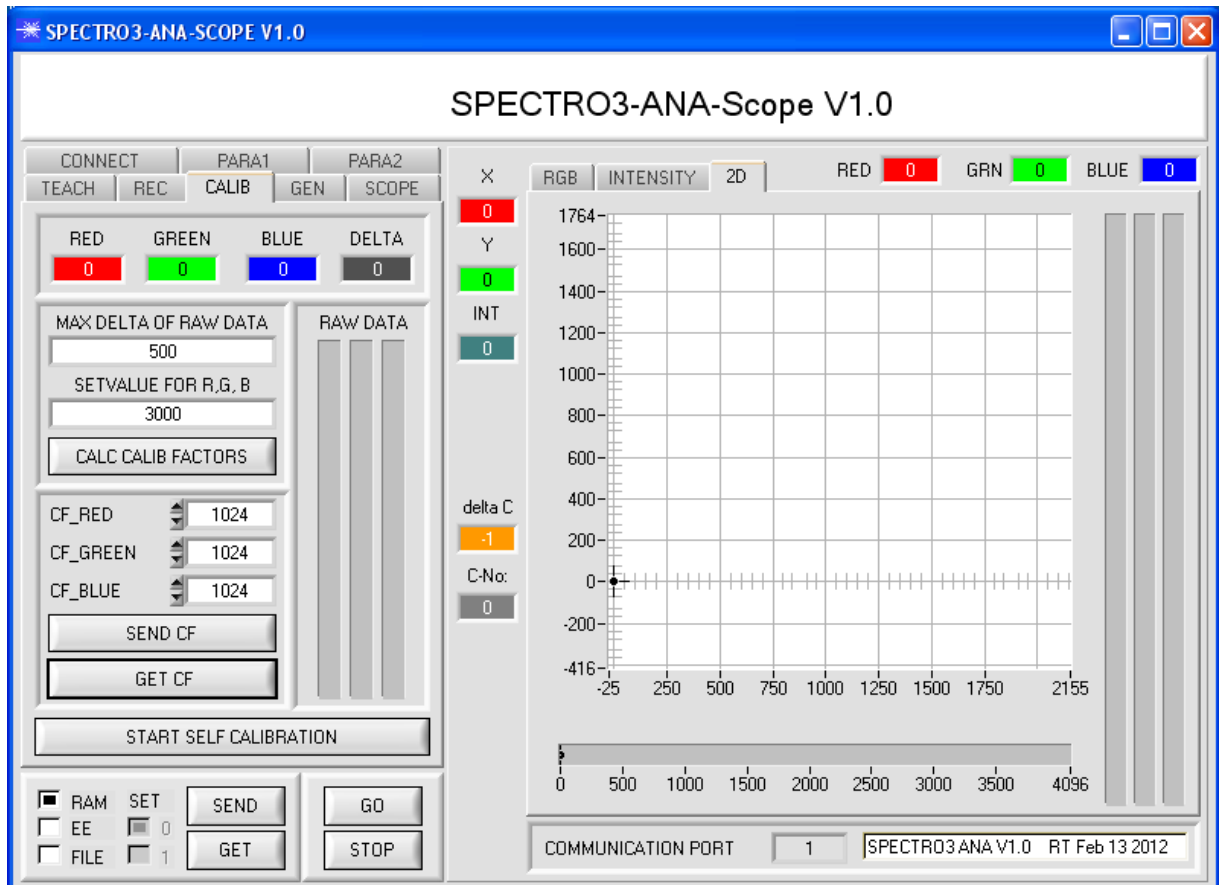 SPECTRO3-ANA-SCOPE V1.0
SPECTRO3-ANA-Scope V1.0
CONNECT PARA1 PARA2
TEACH REC CALIB GEN SCOPE
RED GREEN BLUE DELTA
0 0 0 0
MAX DELTA OF RAW DATA
500
SETVALUE FOR R,G, B
3000
CALC CALIB FACTORS
RAW DATA
CF_RED 1024
CF_GREEN 1024
CF_BLUE 1024
SEND CF
GET CF
START SELF CALIBRATION
RAM SET
EE 0
FILE 1
SEND
GET
GO
STOP
X
0
Y
0
INT
0
delta C
-1
C-No:
0
RGB INTENSITY 2D
RED 0 GRN 0 BLUE 0
1764
1600
1400
1200
1000
800
600
400
200
0
-200
-416
-25 250 500 750 1000 1250 1500 1750 2155
0 500 1000 1500 2000 2500 3000 3500 4096
COMMUNICATION PORT 1 SPECTRO3 ANA V1.0 RT Feb 13 2012